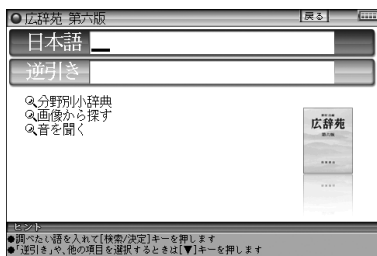 広辞苑 第六版
戻る
日本語
逆引き
分野別小辞典
画像から探す
音を聞く
広辞苑
第六版
ヒント
●調べたい語を入れて[検索/決定]キーを押します
●「逆引き」や、他の項目を選択するときは[▼]キーを押します